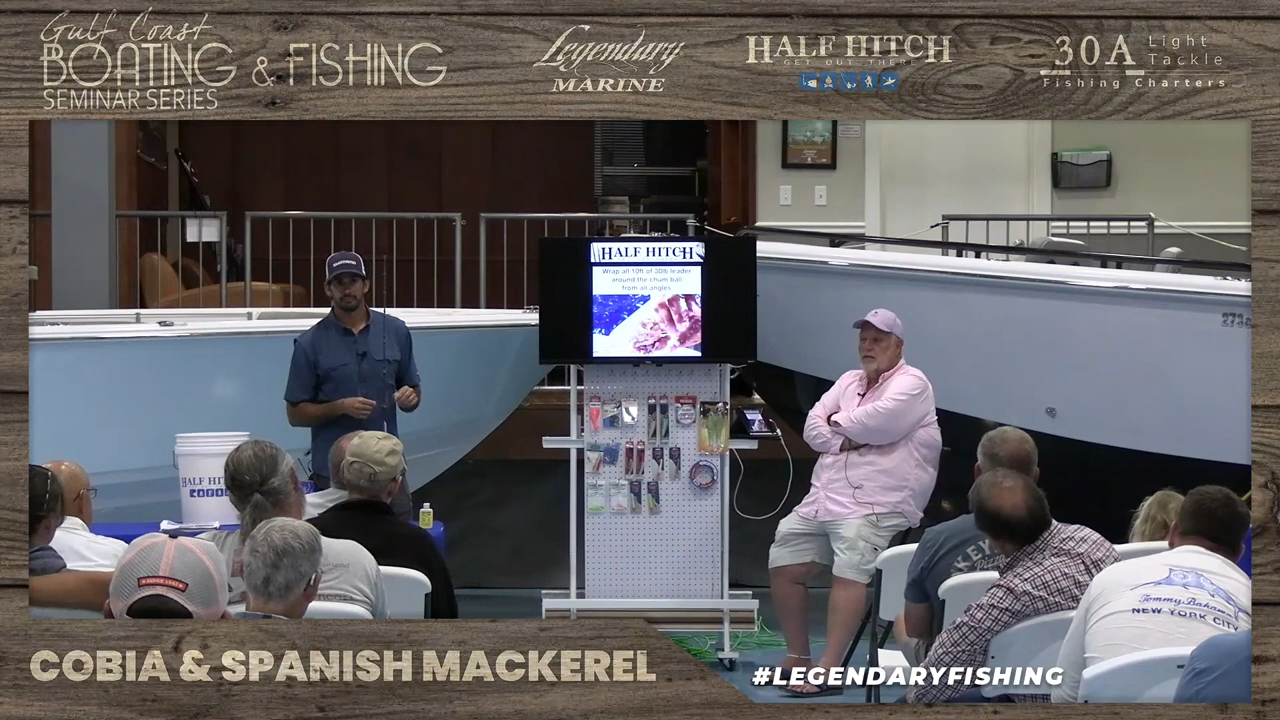 Gulf Coast
BOATING & FISHING
SEMINAR SERIES
Legendary
MARINE
HALF HITCH
GET OUT THERE
30A Light
Tackle
Fishing Charters
HALF HITCH
Wrap all 10ft of 30lb leader
around the chum ball
from all angles
HALF HIT
KEY
Tommy Bahama
NEW YORK CITY
COBIA & SPANISH MACKEREL
#LEGENDARYFISHING